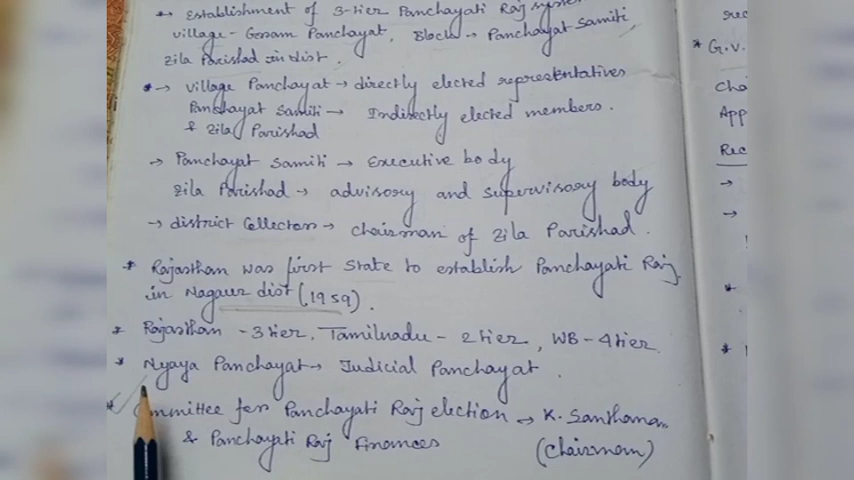 * Establishment of 3-tier Panchayati Raj system
village - Gram Panchayat, Block → Panchayat Samiti
Zila Parishad in dist.
* → village Panchayat → directly elected representatives
Panchayat Samiti → Indirectly elected members.
& Zila Parishad
→ Panchayat Samiti → Executive body
Zila Parishad → advisory and supervisory body
→ district Collector → chairman of Zila Parishad.
* Rajasthan was first state to establish Panchayati Raj
in Nagaur dist (1959).
* Rajasthan - 3 tier, Tamilnadu - 2 tier, WB - 4 tier
* Nyaya Panchayat → Judicial Panchayat.
* Committee for Panchayati Raj election → K. Santhanam
& Panchayati Raj Finances (Chairman)
* G.V.
Cha
App
Rec